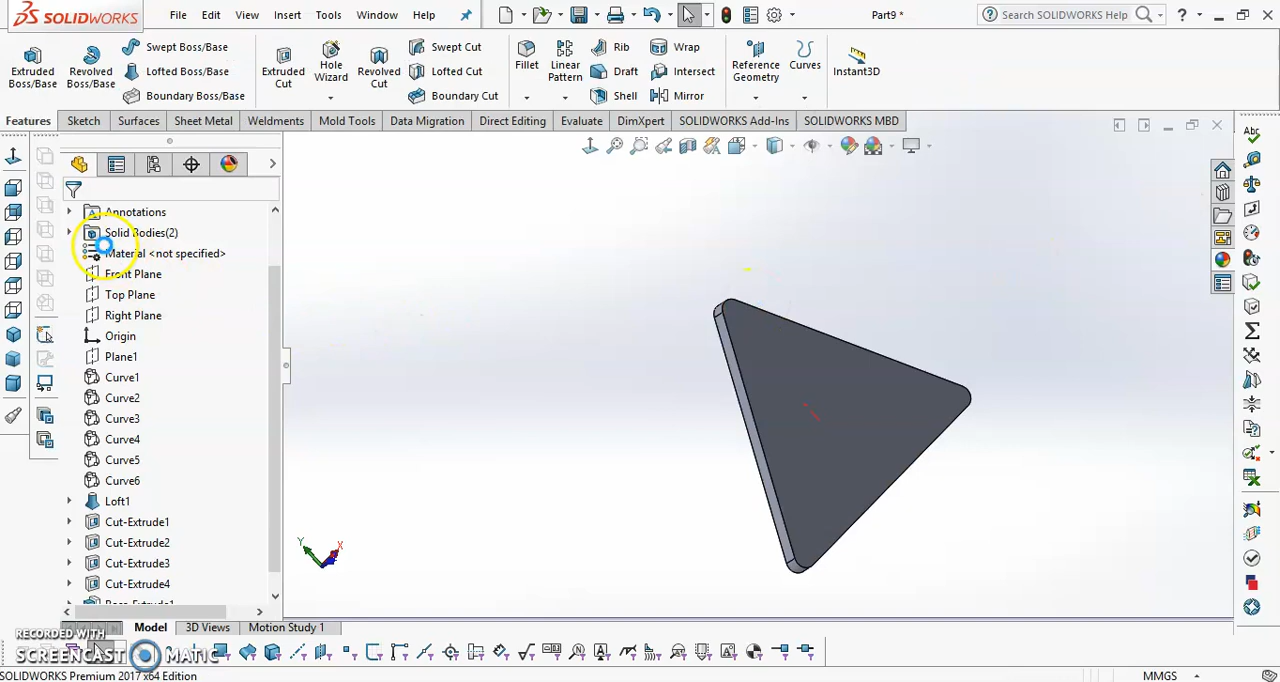 SOLIDWORKS File Edit View Insert Tools Window Help Part9 * Search SOLIDWORKS Help
Extruded Boss/Base
Revolved Boss/Base
Swept Boss/Base
Lofted Boss/Base
Boundary Boss/Base
Extruded Cut
Hole Wizard
Revolved Cut
Swept Cut
Lofted Cut
Boundary Cut
Fillet
Linear Pattern
Rib
Draft
Shell
Wrap
Intersect
Mirror
Reference Geometry
Curves
Instant3D
Features Sketch Surfaces Sheet Metal Weldments Mold Tools Data Migration Direct Editing Evaluate DimXpert SOLIDWORKS Add-Ins SOLIDWORKS MBD
Annotations
Solid Bodies(2)
Material <not specified>
Front Plane
Top Plane
Right Plane
Origin
Plane1
Curve1
Curve2
Curve3
Curve4
Curve5
Curve6
Loft1
Cut-Extrude1
Cut-Extrude2
Cut-Extrude3
Cut-Extrude4
Y X
Model 3D Views Motion Study 1
RECORDED WITH
SCREENCAST MATIC
SOLIDWORKS Premium 2017 x64 Edition MMGS